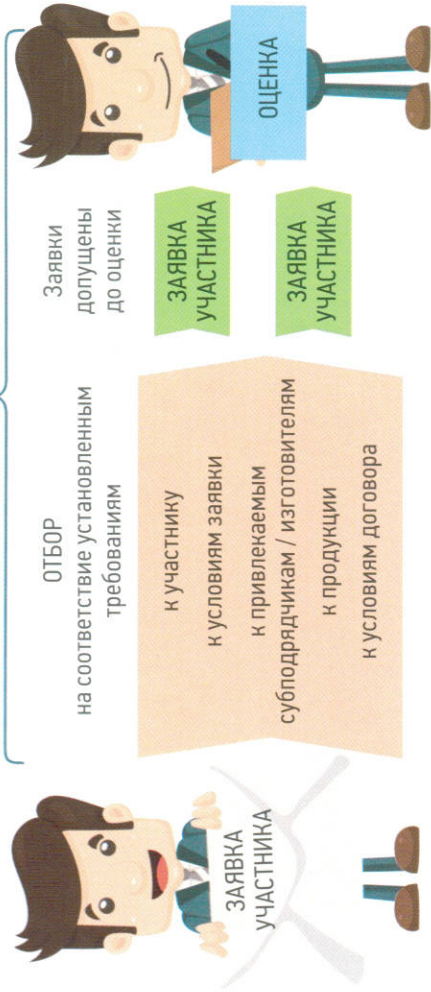 ЗАЯВКА
УЧАСТНИКА
ОТБОР
на соответствие установленным
требованиям
к участнику
к условиям заявки
к привлекаемым
субподрядчикам / изготовителям
к продукции
к условиям договора
Заявки
допущены
до оценки
ЗАЯВКА
УЧАСТНИКА
ЗАЯВКА
УЧАСТНИКА
ОЦЕНКА